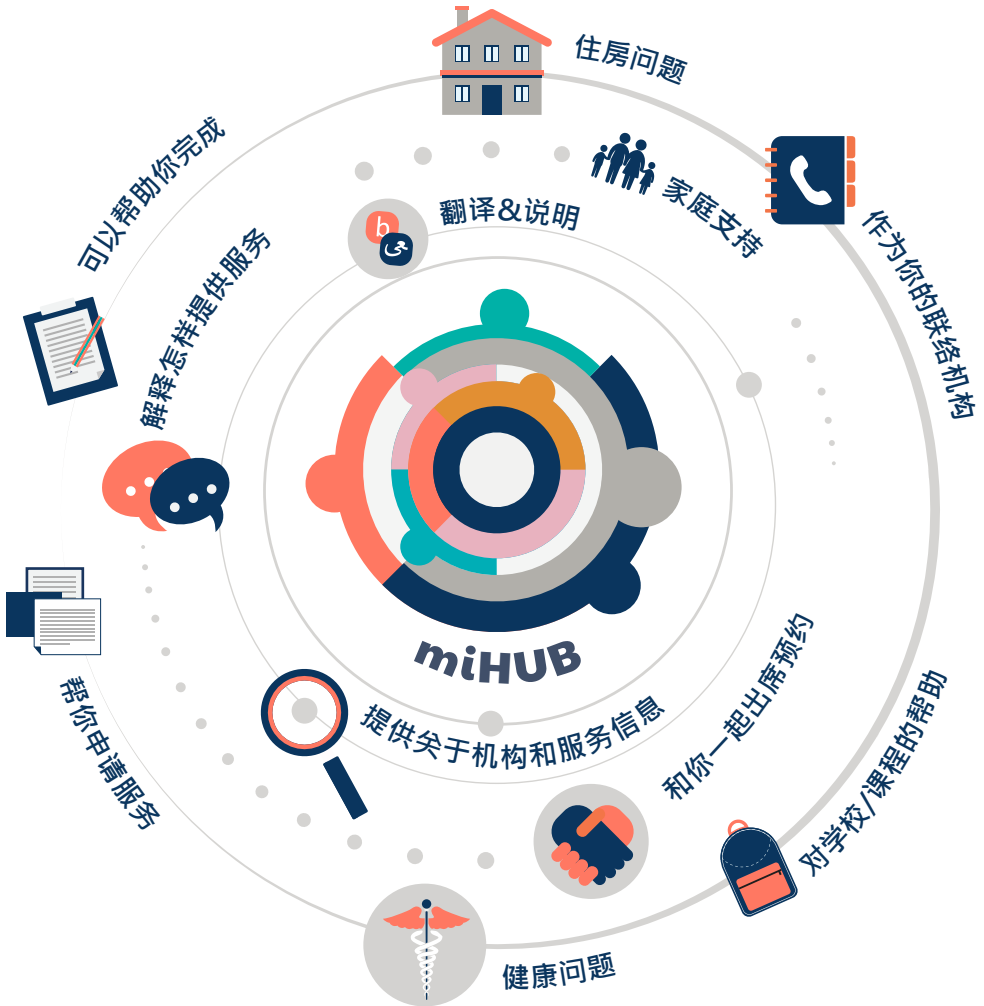 住房问题
家庭支持
作为你的联络机构
可以帮助你完成
翻译&说明
解释怎样提供服务
b
miHUB
提供关于机构和服务信息
和你一起出席预约
对学校/课程的帮助
帮你申请服务
健康问题